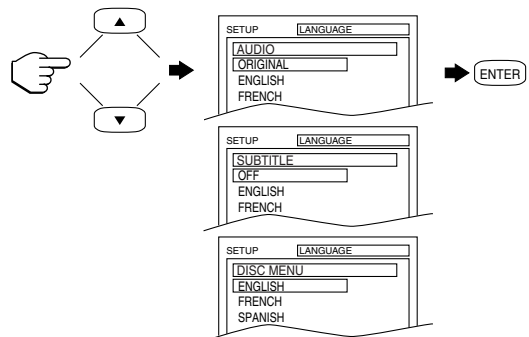 SETUP LANGUAGE
AUDIO
ORIGINAL
ENGLISH
FRENCH
ENTER
SETUP LANGUAGE
SUBTITLE
OFF
ENGLISH
FRENCH
SETUP LANGUAGE
DISC MENU
ENGLISH
FRENCH
SPANISH